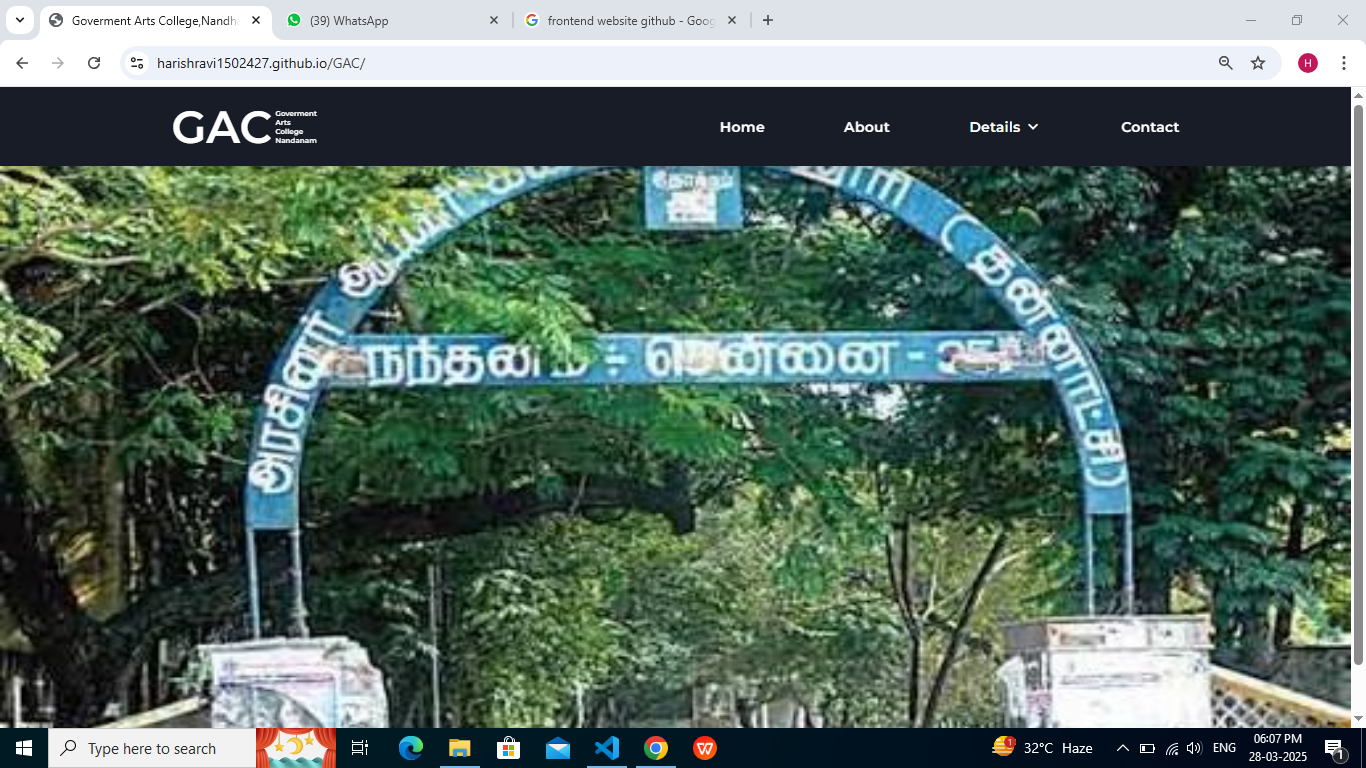 Goverment Arts College,Nandh
(39) WhatsApp
frontend website github - Goog
harishravi1502427.github.io/GAC/
H
GAC
Goverment
Arts
College
Nandanam
Home
About
Details
Contact
அரசினர்
( தன்னாட்சி)
நந்தனம் - சென்னை -
Type here to search
1
32°C Haze
ENG
06:07 PM
28-03-2025
1